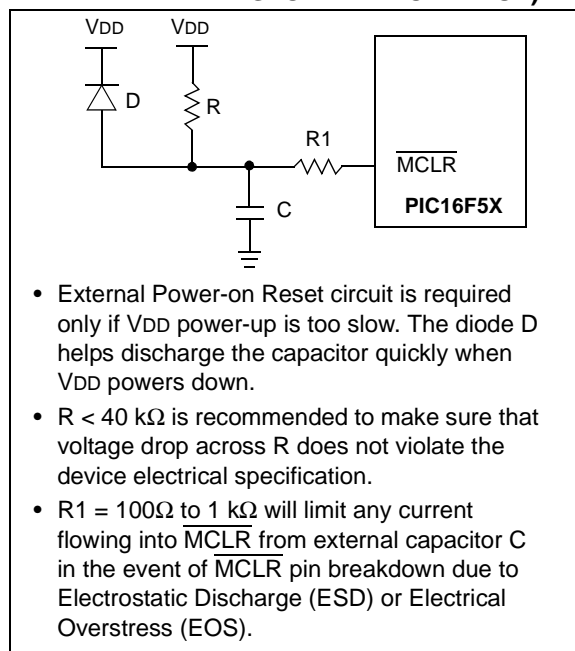 VDD VDD
D
R
R1
MCLR
C
PIC16F5X
• External Power-on Reset circuit is required
only if VDD power-up is too slow. The diode D
helps discharge the capacitor quickly when
VDD powers down.
• R < 40 kΩ is recommended to make sure that
voltage drop across R does not violate the
device electrical specification.
• R1 = 100Ω to 1 kΩ will limit any current
flowing into MCLR from external capacitor C
in the event of MCLR pin breakdown due to
Electrostatic Discharge (ESD) or Electrical
Overstress (EOS).